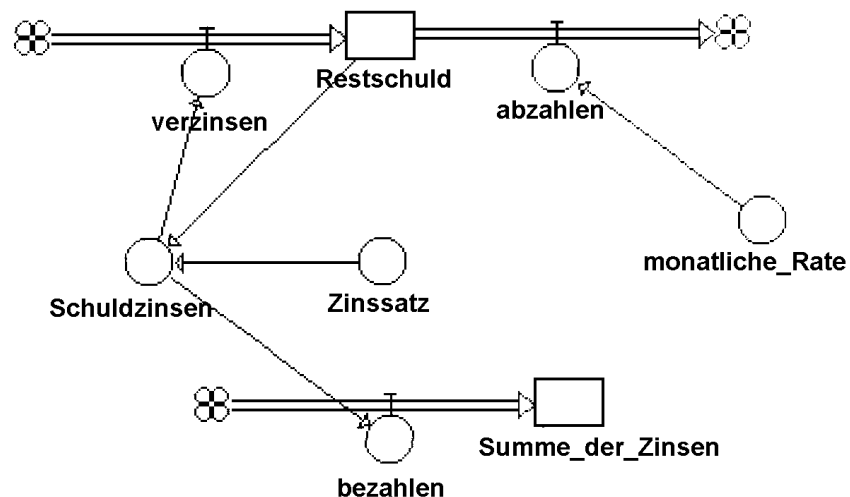 Restschuld
verzinsen
abzahlen
monatliche_Rate
Schuldzinsen
Zinssatz
Summe_der_Zinsen
bezahlen